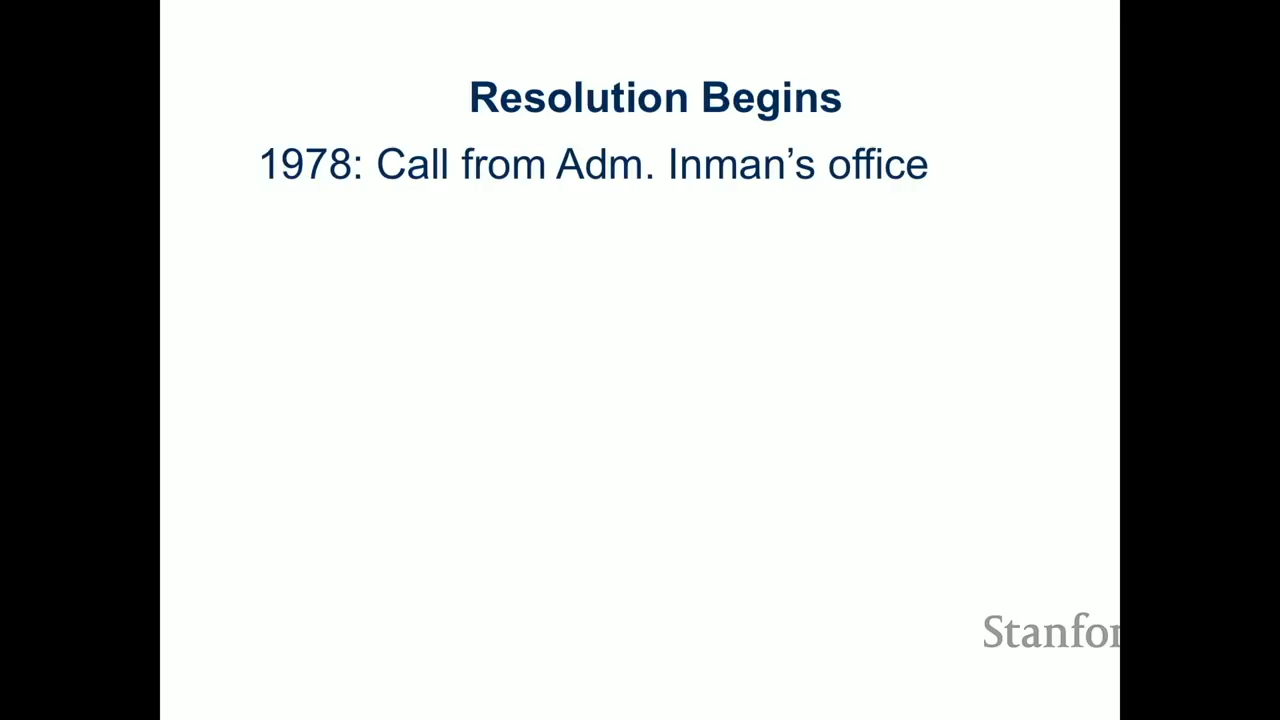 Resolution Begins
1978: Call from Adm. Inman’s office
Stanfor